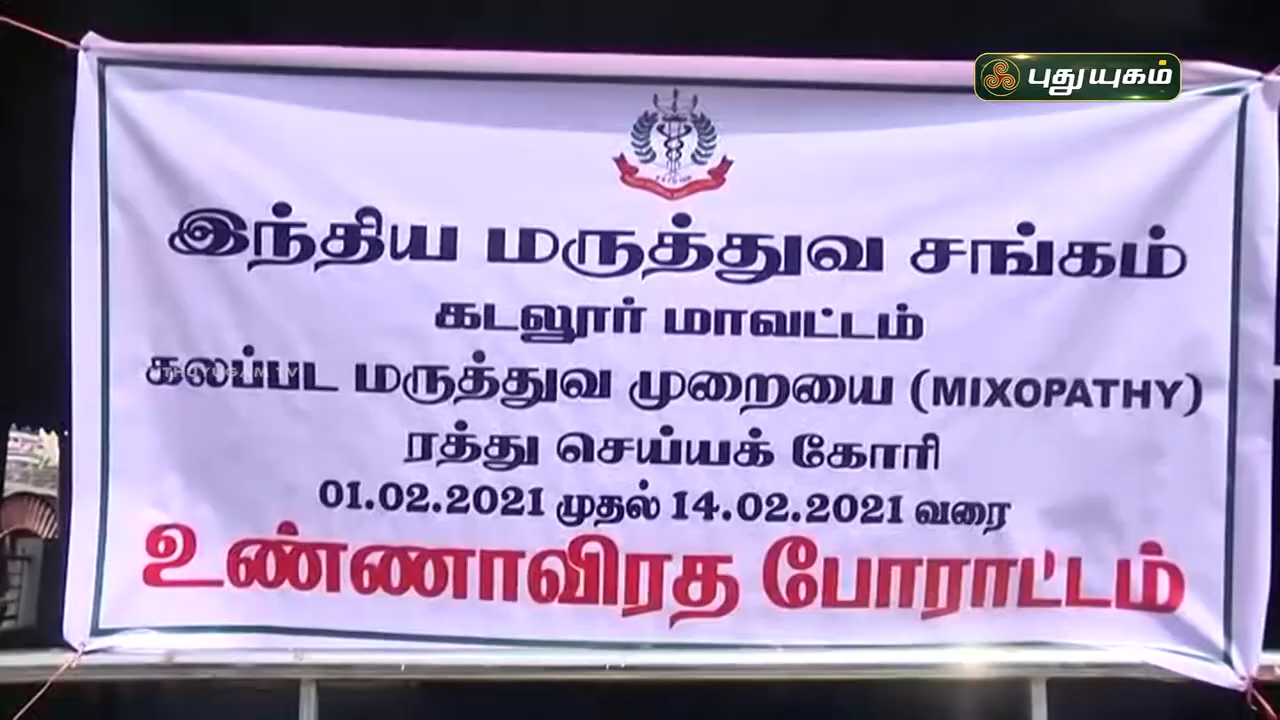 புதுயுகம்
இந்திய மருத்துவ சங்கம்
கடலூர் மாவட்டம்
கலப்பட மருத்துவ முறையை (MIXOPATHY)
ரத்து செய்யக் கோரி
01.02.2021 முதல் 14.02.2021 வரை
உண்ணாவிரத போராட்டம்